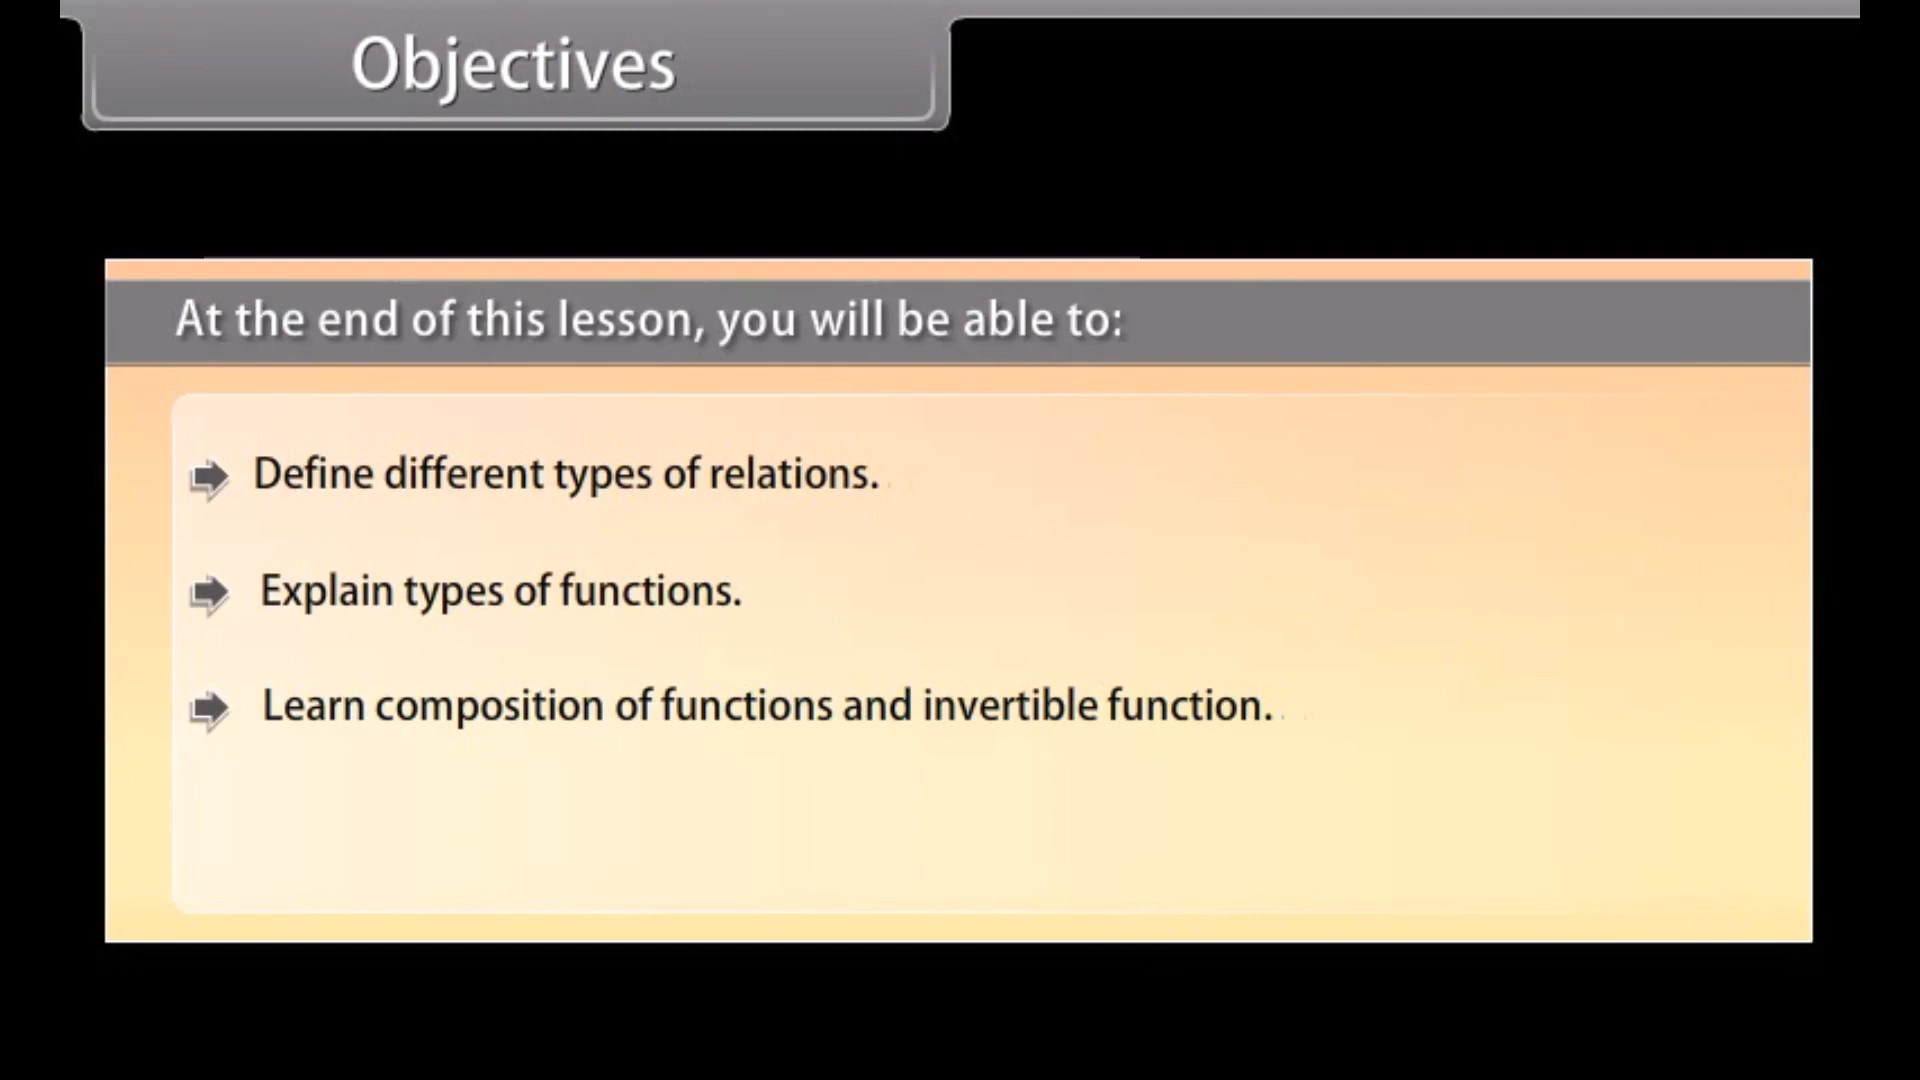 Objectives
At the end of this lesson, you will be able to:
Define different types of relations.
Explain types of functions.
Learn composition of functions and invertible function.